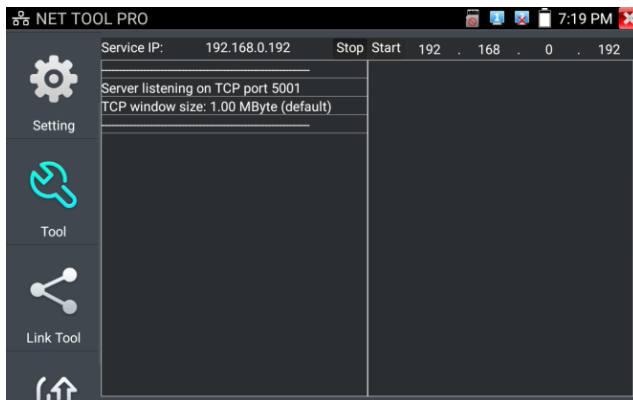 NET TOOL PRO 7:19 PM
Service IP: 192.168.0.192 Stop Start 192 . 168 . 0 . 192
Server listening on TCP port 5001
TCP window size: 1.00 MByte (default)
Setting
Tool
Link Tool